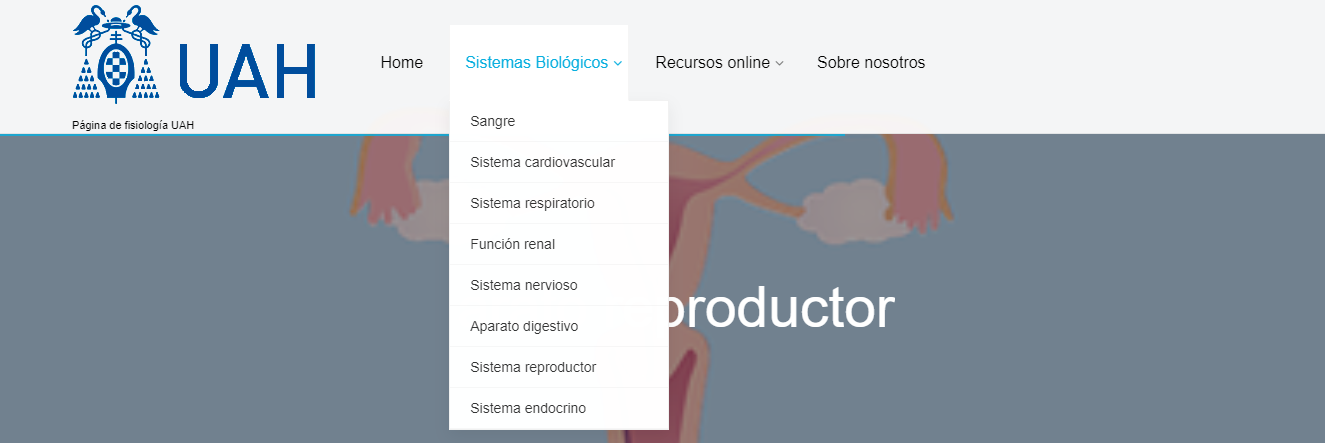 UAH
Página de fisiología UAH
Home
Sistemas Biológicos
Recursos online
Sobre nosotros
Sangre
Sistema cardiovascular
Sistema respiratorio
Función renal
Sistema nervioso
Aparato digestivo
Sistema reproductor
Sistema endocrino
productor